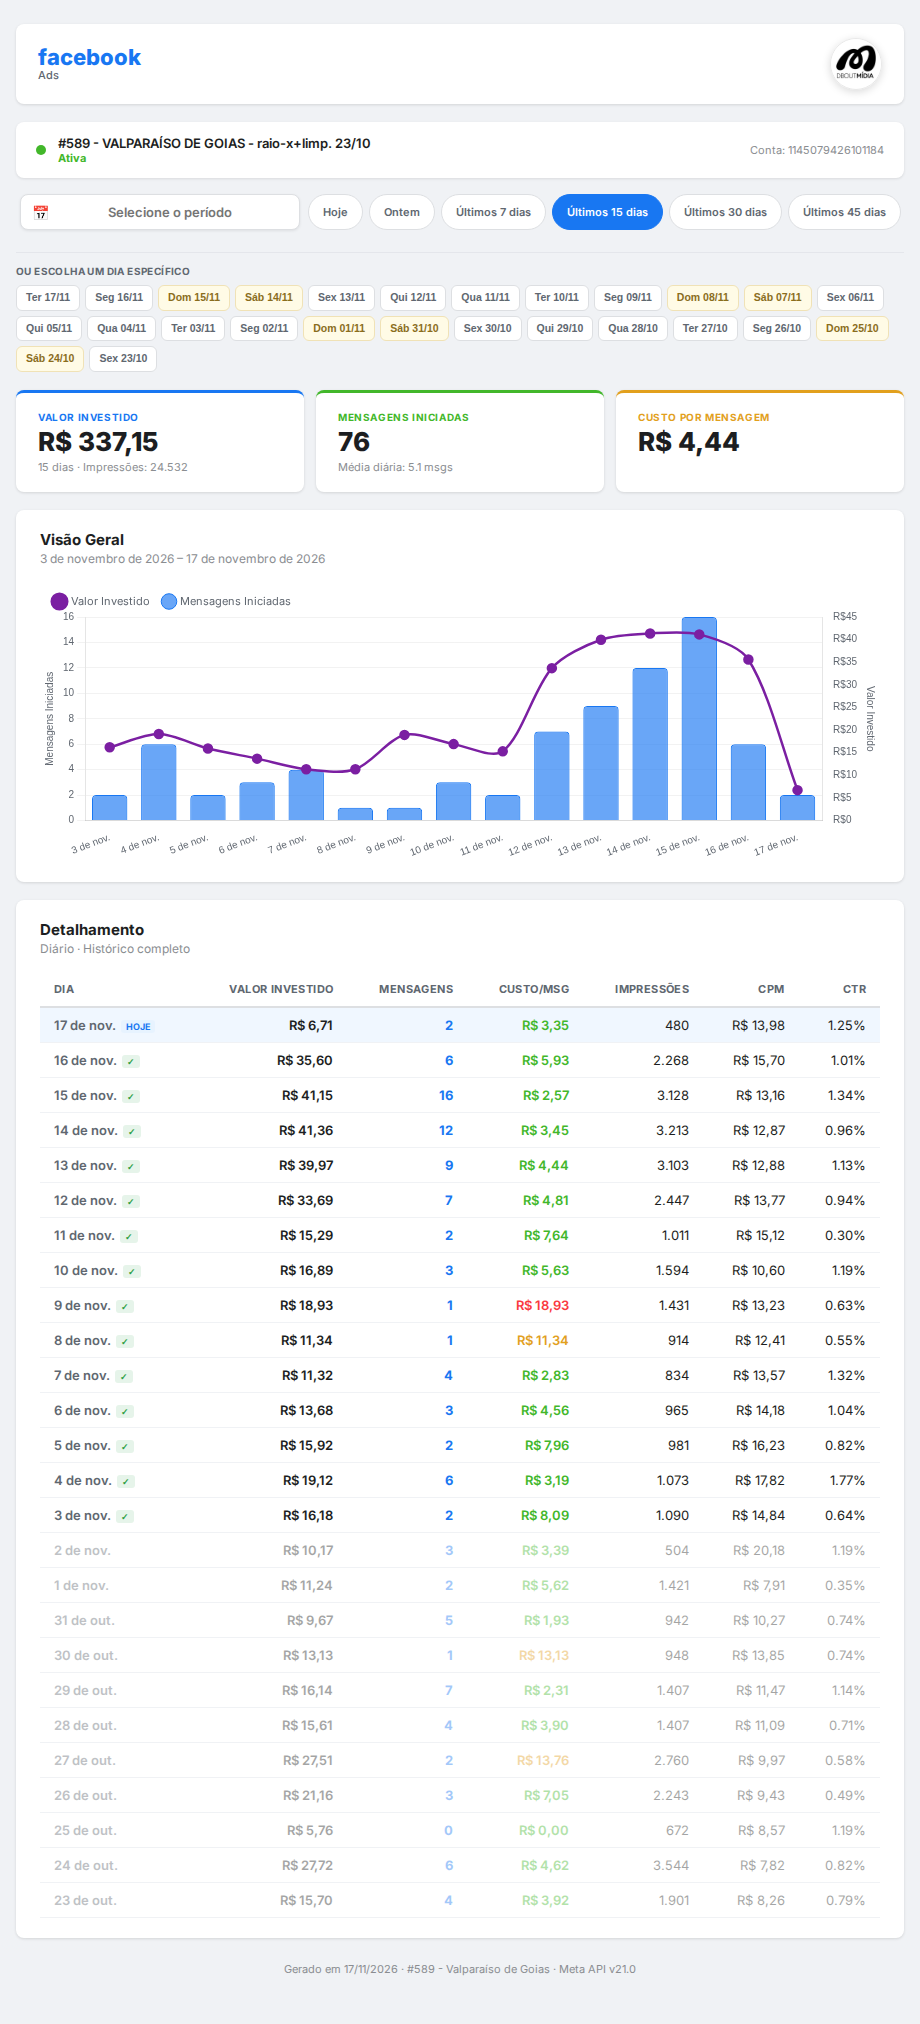 facebook
Ads
DBOUTMÍDIA
#589 - VALPARAÍSO DE GOIAS - raio-x+limp. 23/10
Ativa
Conta: 1145079426101184
Selecione o período
Hoje
Ontem
Últimos 7 dias
Últimos 15 dias
Últimos 30 dias
Últimos 45 dias
OU ESCOLHA UM DIA ESPECÍFICO
Ter 17/11 Seg 16/11 Dom 15/11 Sáb 14/11 Sex 13/11 Qui 12/11 Qua 11/11 Ter 10/11 Seg 09/11 Dom 08/11 Sáb 07/11 Sex 06/11
Qui 05/11 Qua 04/11 Ter 03/11 Seg 02/11 Dom 01/11 Sáb 31/10 Sex 30/10 Qui 29/10 Qua 28/10 Ter 27/10 Seg 26/10 Dom 25/10
Sáb 24/10 Sex 23/10
VALOR INVESTIDO
R$ 337,15
15 dias · Impressões: 24.532
MENSAGENS INICIADAS
76
Média diária: 5.1 msgs
CUSTO POR MENSAGEM
R$ 4,44
Visão Geral
3 de novembro de 2026 – 17 de novembro de 2026
Valor Investido Mensagens Iniciadas
Mensagens Iniciadas
16
14
12
10
8
6
4
2
0
R$45
R$40
R$35
R$30
R$25
R$20
R$15
R$10
R$5
R$0
Valor Investido
3 de nov. 4 de nov. 5 de nov. 6 de nov. 7 de nov. 8 de nov. 9 de nov. 10 de nov. 11 de nov. 12 de nov. 13 de nov. 14 de nov. 15 de nov. 16 de nov. 17 de nov.
Detalhamento
Diário · Histórico completo
DIA VALOR INVESTIDO MENSAGENS CUSTO/MSG IMPRESSÕES CPM CTR
17 de nov. HOJE R$ 6,71 2 R$ 3,35 480 R$ 13,98 1.25%
16 de nov. ✓ R$ 35,60 6 R$ 5,93 2.268 R$ 15,70 1.01%
15 de nov. ✓ R$ 41,15 16 R$ 2,57 3.128 R$ 13,16 1.34%
14 de nov. ✓ R$ 41,36 12 R$ 3,45 3.213 R$ 12,87 0.96%
13 de nov. ✓ R$ 39,97 9 R$ 4,44 3.103 R$ 12,88 1.13%
12 de nov. ✓ R$ 33,69 7 R$ 4,81 2.447 R$ 13,77 0.94%
11 de nov. ✓ R$ 15,29 2 R$ 7,64 1.011 R$ 15,12 0.30%
10 de nov. ✓ R$ 16,89 3 R$ 5,63 1.594 R$ 10,60 1.19%
9 de nov. ✓ R$ 18,93 1 R$ 18,93 1.431 R$ 13,23 0.63%
8 de nov. ✓ R$ 11,34 1 R$ 11,34 914 R$ 12,41 0.55%
7 de nov. ✓ R$ 11,32 4 R$ 2,83 834 R$ 13,57 1.32%
6 de nov. ✓ R$ 13,68 3 R$ 4,56 965 R$ 14,18 1.04%
5 de nov. ✓ R$ 15,92 2 R$ 7,96 981 R$ 16,23 0.82%
4 de nov. ✓ R$ 19,12 6 R$ 3,19 1.073 R$ 17,82 1.77%
3 de nov. ✓ R$ 16,18 2 R$ 8,09 1.090 R$ 14,84 0.64%
2 de nov. R$ 10,17 3 R$ 3,39 504 R$ 20,18 1.19%
1 de nov. R$ 11,24 2 R$ 5,62 1.421 R$ 7,91 0.35%
31 de out. R$ 9,67 5 R$ 1,93 942 R$ 10,27 0.74%
30 de out. R$ 13,13 1 R$ 13,13 948 R$ 13,85 0.74%
29 de out. R$ 16,14 7 R$ 2,31 1.407 R$ 11,47 1.14%
28 de out. R$ 15,61 4 R$ 3,90 1.407 R$ 11,09 0.71%
27 de out. R$ 27,51 2 R$ 13,76 2.760 R$ 9,97 0.58%
26 de out. R$ 21,16 3 R$ 7,05 2.243 R$ 9,43 0.49%
25 de out. R$ 5,76 0 R$ 0,00 672 R$ 8,57 1.19%
24 de out. R$ 27,72 6 R$ 4,62 3.544 R$ 7,82 0.82%
23 de out. R$ 15,70 4 R$ 3,92 1.901 R$ 8,26 0.79%
Gerado em 17/11/2026 · #589 - Valparaíso de Goias · Meta API v21.0